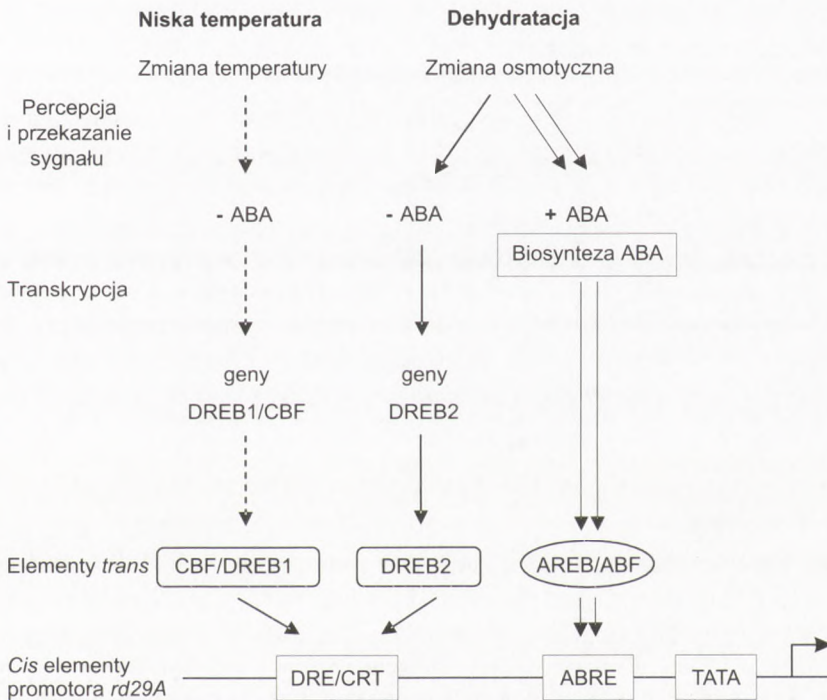 Niska temperatura Dehydratacja
Zmiana temperatury Zmiana osmotyczna
Percepcja
i przekazanie
sygnału
- ABA - ABA + ABA
Biosynteza ABA
Transkrypcja
geny geny
DREB1/CBF DREB2
Elementy trans CBF/DREB1 DREB2 AREB/ABF
Cis elementy
promotora rd29A DRE/CRT ABRE TATA